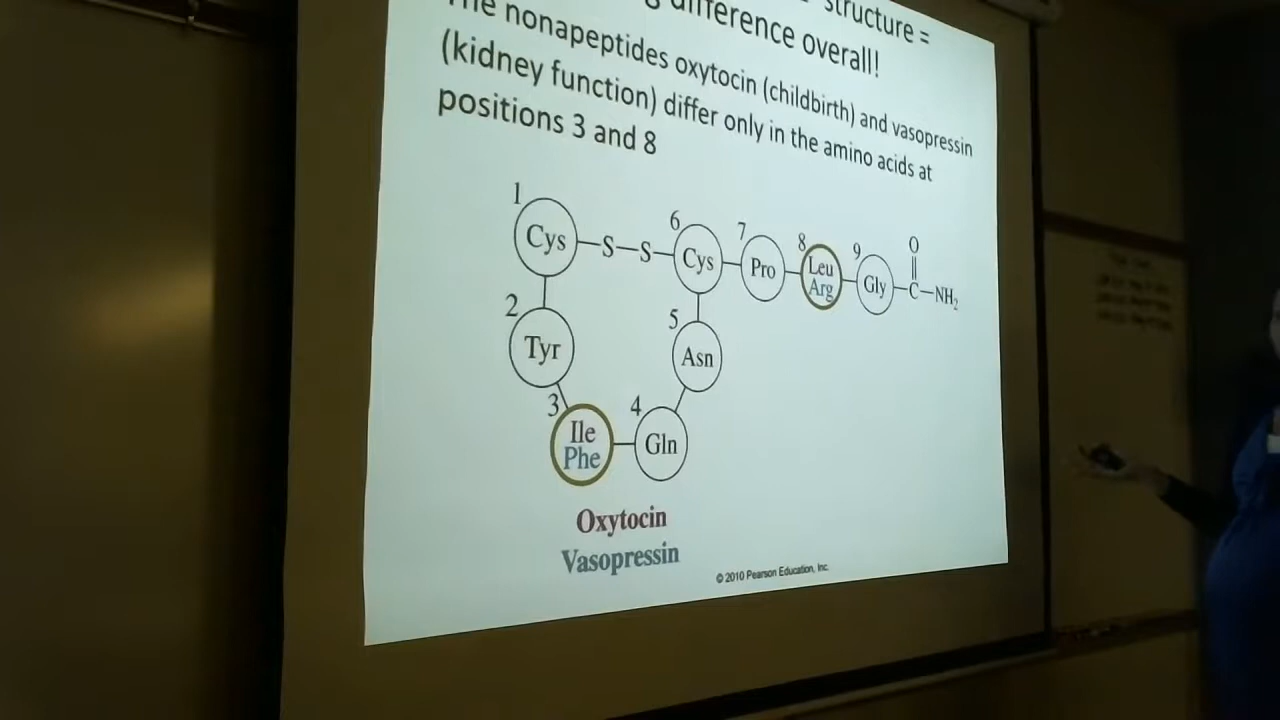 structure =
difference overall!
The nonapeptides oxytocin (childbirth) and vasopressin
(kidney function) differ only in the amino acids at
positions 3 and 8
1
Cys
S
S
6
Cys
7
Pro
8
Leu
Arg
9
Gly
O
C
NH₂
2
Tyr
5
Asn
3
Ile
Phe
4
Gln
Oxytocin
Vasopressin
© 2010 Pearson Education, Inc.